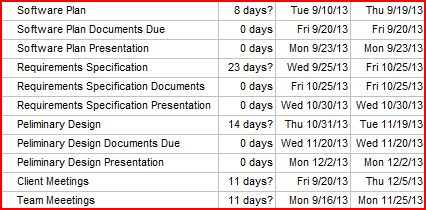 Software Plan 8 days? Tue 9/10/13 Thu 9/19/13
Software Plan Documents Due 0 days Fri 9/20/13 Fri 9/20/13
Software Plan Presentation 0 days Mon 9/23/13 Mon 9/23/13
Requirements Specification 23 days? Wed 9/25/13 Fri 10/25/13
Requirements Specification Documents 0 days Fri 10/25/13 Fri 10/25/13
Requirements Specification Presentation 0 days Wed 10/30/13 Wed 10/30/13
Peliminary Design 14 days? Thu 10/31/13 Tue 11/19/13
Peliminary Design Documents Due 0 days Wed 11/20/13 Wed 11/20/13
Peliminary Design Presentation 0 days Mon 12/2/13 Mon 12/2/13
Client Meetings 11 days? Fri 9/20/13 Thu 12/5/13
Team Meeetings 11 days? Mon 9/16/13 Mon 11/25/13